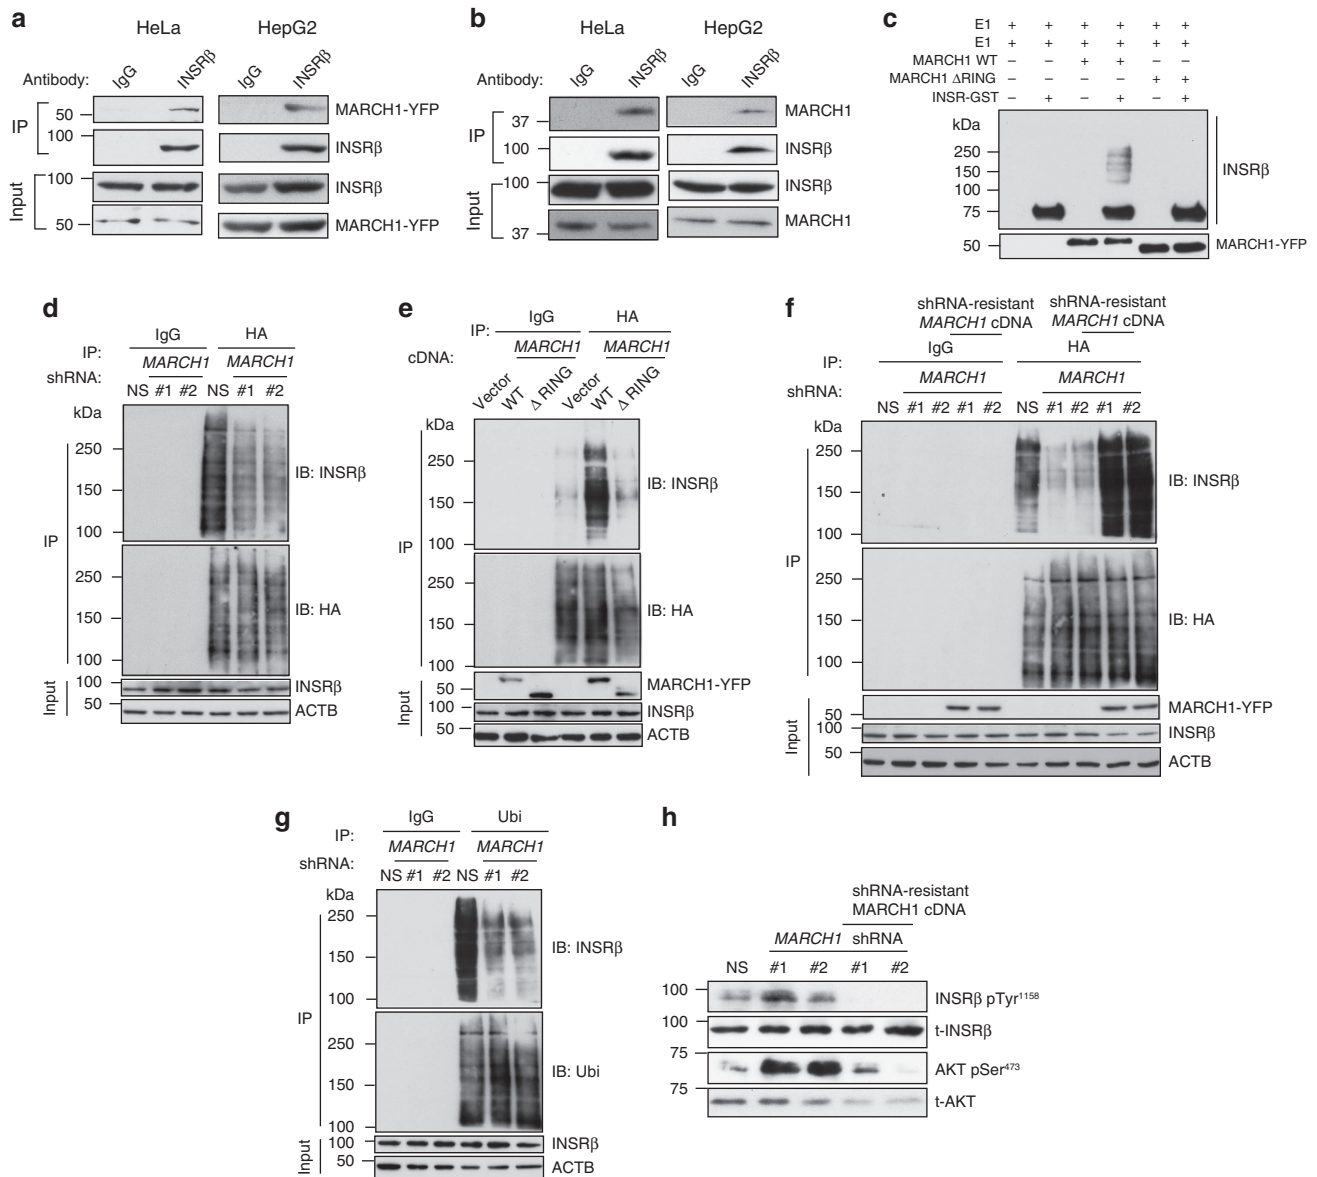 a
HeLa HepG2
Antibody: IgG INSRβ IgG INSRβ
IP
50
100
MARCH1-YFP
INSRβ
Input
100
50
INSRβ
MARCH1-YFP
b
HeLa HepG2
Antibody: IgG INSRβ IgG INSRβ
IP
37
100
MARCH1
INSRβ
Input
100
37
INSRβ
MARCH1
c
E1 + + + + + +
E1 + + + + + +
MARCH1 WT – – + + – –
MARCH1 ΔRING – – – – + +
INSR-GST – + – + – +
kDa
250
150
100
75
50
INSRβ
MARCH1-YFP
d
IP: IgG HA
MARCH1 MARCH1
shRNA: NS #1 #2 NS #1 #2
kDa
IP
250
150
100
IB: INSRβ
250
150
100
IB: HA
Input
100
50
INSRβ
ACTB
e
IP: IgG HA
cDNA: MARCH1 MARCH1
Vector WT Δ RING Vector WT Δ RING
kDa
IP
250
150
100
IB: INSRβ
250
150
100
IB: HA
Input
50
100
50
MARCH1-YFP
INSRβ
ACTB
f
shRNA-resistant MARCH1 cDNA
shRNA-resistant MARCH1 cDNA
IP: IgG HA
shRNA: MARCH1 MARCH1
NS #1 #2 #1 #2 NS #1 #2 #1 #2
kDa
IP
250
150
100
IB: INSRβ
250
150
100
IB: HA
Input
50
100
50
MARCH1-YFP
INSRβ
ACTB
g
IP: IgG Ubi
MARCH1 MARCH1
shRNA:
NS #1 #2 NS #1 #2
kDa
IP
250
150
100
IB: INSRβ
250
150
100
IB: Ubi
Input
100
50
INSRβ
ACTB
h
shRNA-resistant
MARCH1 cDNA
MARCH1 shRNA
NS #1 #2 #1 #2
100
INSRβ pTyr¹¹⁵⁸
100
t-INSRβ
75
AKT pSer⁴⁷³
75
t-AKT